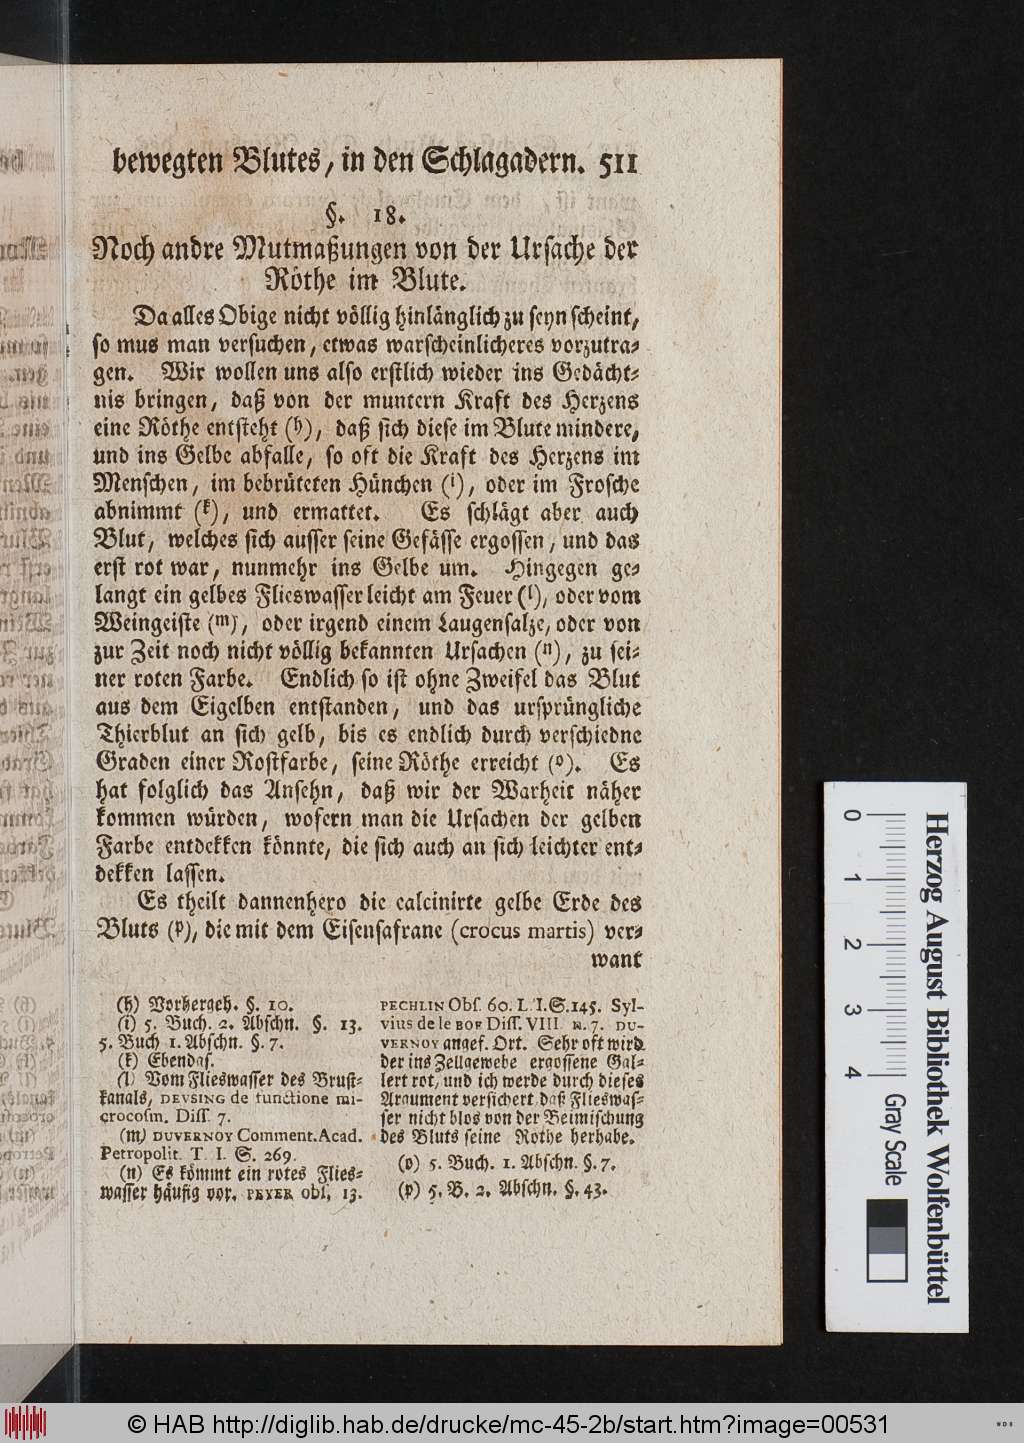 bewegten Blutes, in den Schlagadern. 511
§. 18.
Noch andre Mutmaßungen von der Ursache der
Röthe im Blute.
Da alles Obige nicht völlig hinlänglich zu seyn scheint,
so mus man versuchen, etwas warscheinlicheres vorzutra-
gen. Wir wollen uns also erstlich wieder ins Gedächt-
nis bringen, daß von der muntern Kraft des Herzens
eine Röthe entsteht (h), daß sich diese im Blute mindere,
und ins Gelbe abfalle, so oft die Kraft des Herzens im
Menschen, im bebrüteten Hünchen (i), oder im Frosche
abnimmt (k), und ermattet. Es schlägt aber auch
Blut, welches sich ausser seine Gefässe ergossen, und das
erst rot war, nunmehr ins Gelbe um. Hingegen ge-
langt ein gelbes Flieswasser leicht am Feuer (l), oder vom
Weingeiste (m), oder irgend einem Laugensalze, oder von
zur Zeit noch nicht völlig bekannten Ursachen (n), zu sei-
ner roten Farbe. Endlich so ist ohne Zweifel das Blut
aus dem Eigelben entstanden, und das ursprüngliche
Thierblut an sich gelb, bis es endlich durch verschiedne
Graden einer Rostfarbe, seine Röthe erreicht (o). Es
hat folglich das Ansehn, daß wir der Warheit näher
kommen würden, wofern man die Ursachen der gelben
Farbe entdekken könnte, die sich auch an sich leichter ent-
dekken lassen.
Es theilt dannenhero die calcinirte gelbe Erde des
Bluts (p), die mit dem Eisensafrane (crocus martis) ver-
want
(h) Vorhergeh. §. 10.
(i) 5. Buch. 2. Abschn. §. 13.
5. Buch 1. Abschn. §. 7.
(k) Ebendas.
(l) Vom Flieswasser des Brust-
kanals, DEUSING de functione mi-
crocosm. Diss. 7.
(m) DUVERNOY Comment. Acad.
Petropolit. T. I. S. 269.
(n) Es kömmt ein rotes Flies-
wasser häufig vor. PEYER obs. 13.
PECHLIN Obs. 60. L. I. S. 145. Syl-
vius de le BOE Diss. VIII. n. 7. DU-
VERNOY angef. Ort. Sehr oft wird
der ins Zellgewebe ergossene Gal-
lert rot, und ich werde durch dieses
Argument versichert daß Flieswas-
ser nicht blos von der Beimischung
des Bluts seine Röthe herhabe.
(o) 5. Buch. 1. Abschn. §. 7.
(p) 5. B. 2. Abschn. §. 43.
0 1 2 3 4
Gray Scale
Herzog August Bibliothek Wolfenbüttel
© HAB http://diglib.hab.de/drucke/mc-45-2b/start.htm?image=00531